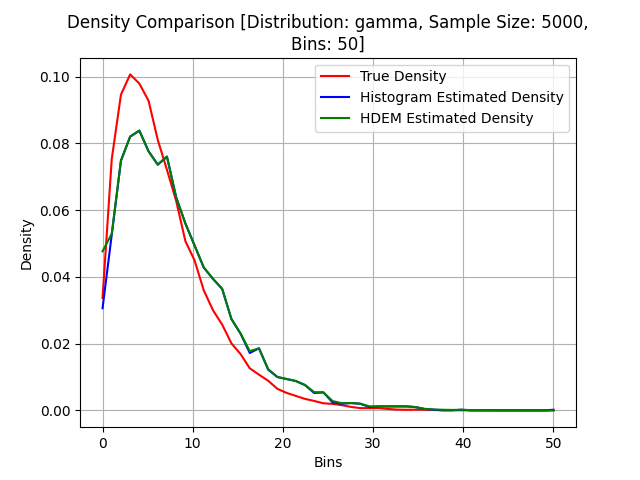 Density Comparison [Distribution: gamma, Sample Size: 5000,
Bins: 50]
True Density
Histogram Estimated Density
HDEM Estimated Density
Density
0.10
0.08
0.06
0.04
0.02
0.00
0 10 20 30 40 50
Bins